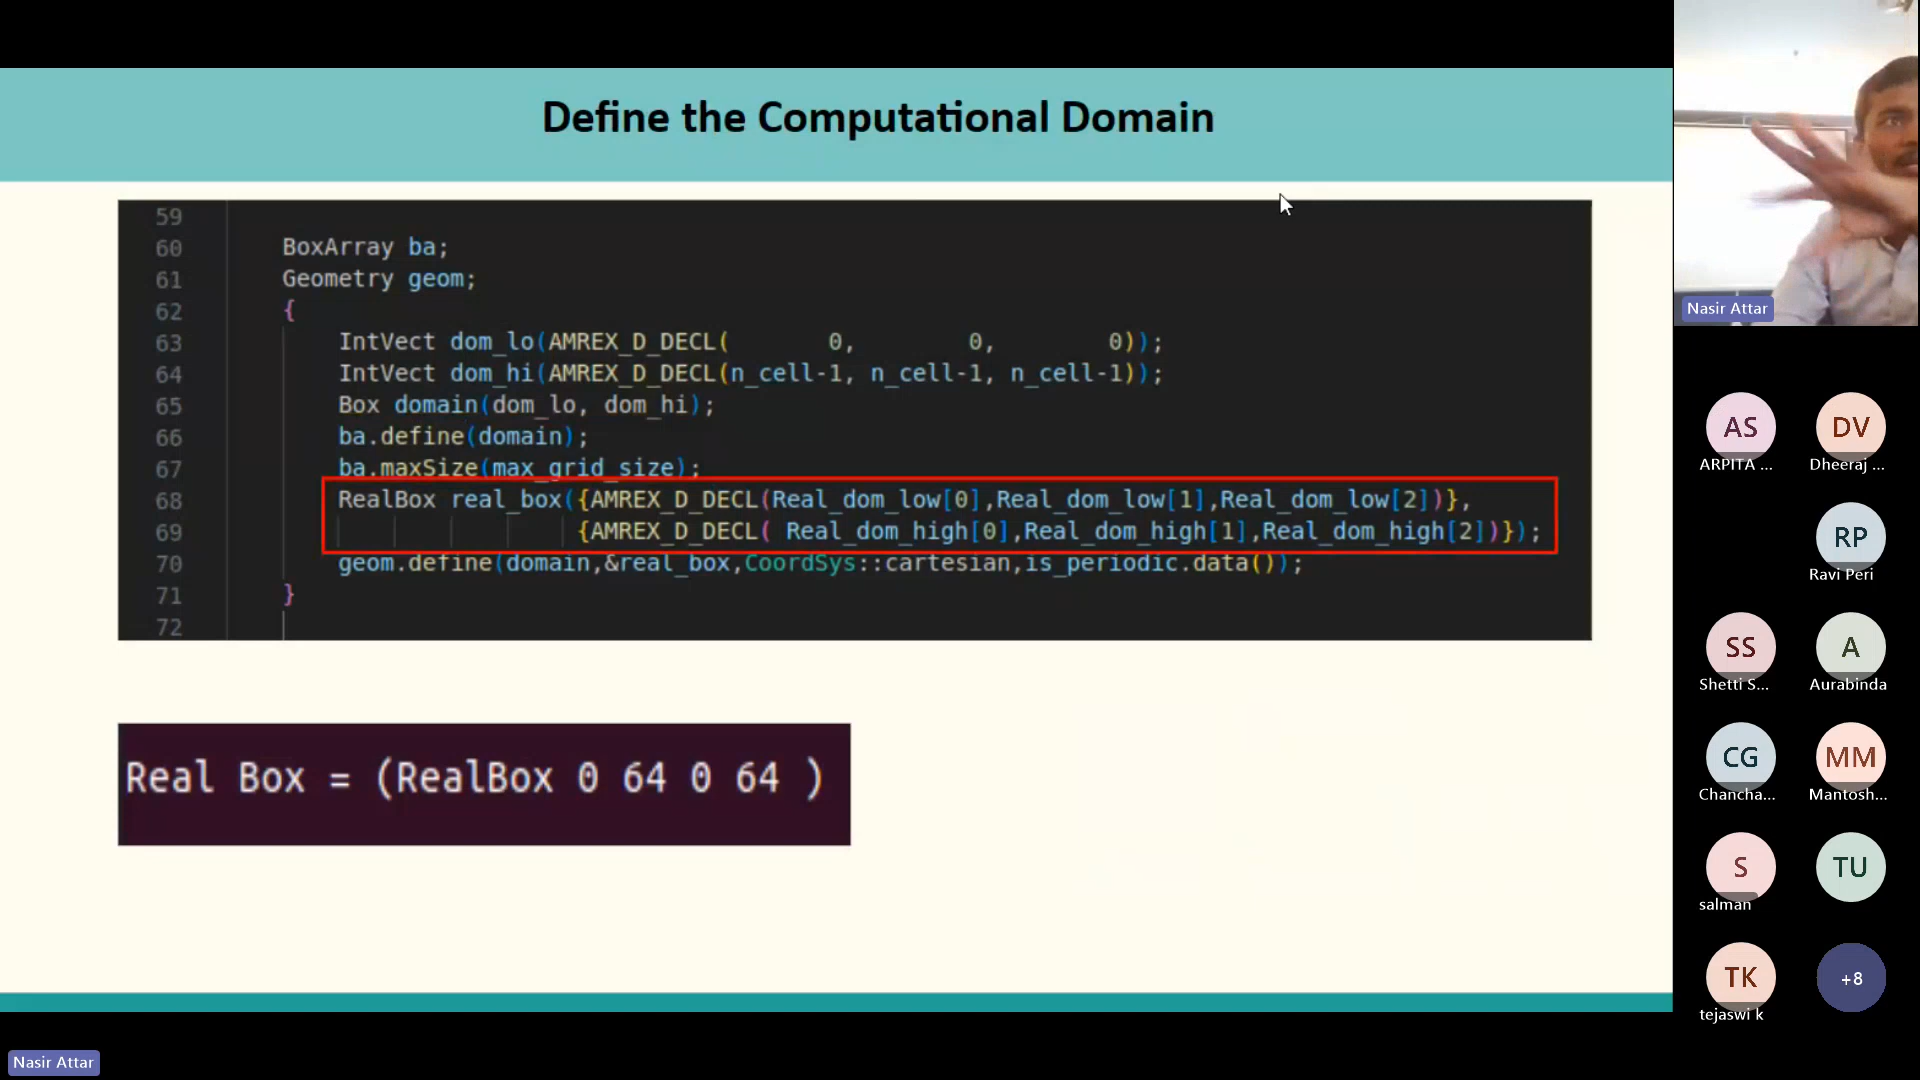 Define the Computational Domain
59
60 BoxArray ba;
61 Geometry geom;
62 {
63 IntVect dom_lo(AMREX_D_DECL( 0, 0, 0));
64 IntVect dom_hi(AMREX_D_DECL(n_cell-1, n_cell-1, n_cell-1));
65 Box domain(dom_lo, dom_hi);
66 ba.define(domain);
67 ba.maxSize(max_grid_size);
68 RealBox real_box({AMREX_D_DECL(Real_dom_low[0],Real_dom_low[1],Real_dom_low[2])},
69 {AMREX_D_DECL( Real_dom_high[0],Real_dom_high[1],Real_dom_high[2])});
70 geom.define(domain,&real_box,CoordSys::cartesian,is_periodic.data());
71 }
72
Real Box = (RealBox 0 64 0 64 )
Nasir Attar
AS DV
ARPITA ... Dheeraj ...
RP
Ravi Peri
SS A
Shetti S... Aurabinda
CG MM
Chancha... Mantosh...
S TU
salman
TK +8
tejaswi k
Nasir Attar